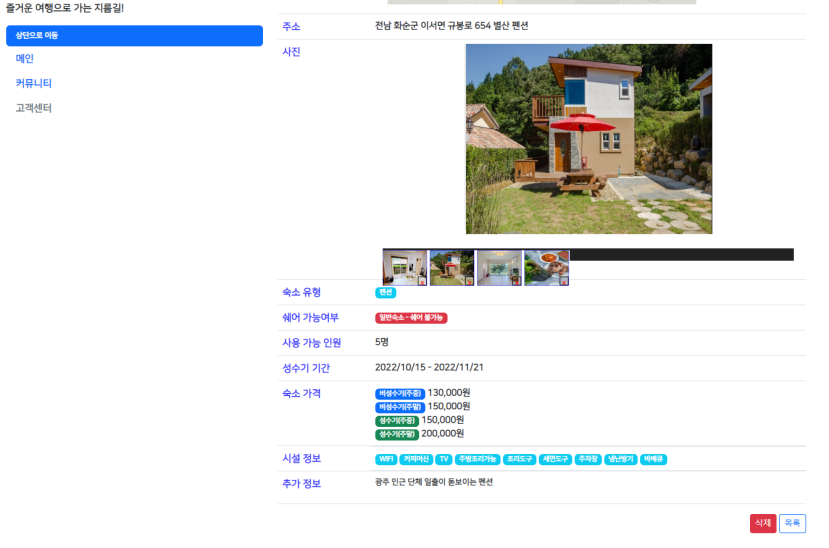 즐거운 여행으로 가는 지름길!
상단으로 이동
메인
커뮤니티
고객센터
주소 전남 화순군 이서면 규봉로 654 별산 펜션
사진
숙소 유형 펜션
쉐어 가능여부 일반숙소 - 쉐어 불가능
사용 가능 인원 5명
성수기 기간 2022/10/15 - 2022/11/21
숙소 가격 비성수기(주중) 130,000원
비성수기(주말) 150,000원
성수기(주중) 150,000원
성수기(주말) 200,000원
시설 정보 WIFI 커피머신 TV 주방조리가능 조리도구 세면도구 주차장 냉난방기 바베큐
추가 정보 광주 인근 단체 일출이 돋보이는 펜션
삭제 목록